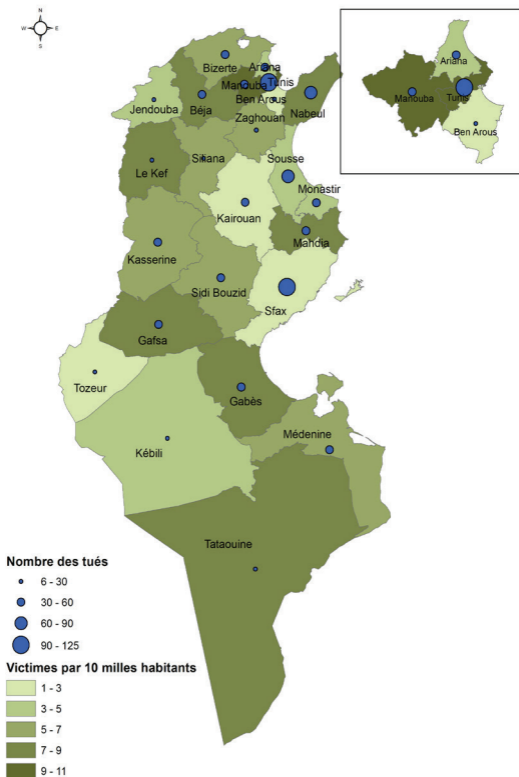 N
W
E
S
Bizerte
Ariana
Tunis
Manouba
Ben Arous
Jendouba
Béja
Nabeul
Zaghouan
Siliana
Le Kef
Sousse
Monastir
Kairouan
Mahdia
Kasserine
Sidi Bouzid
Sfax
Gafsa
Tozeur
Gabès
Kébili
Médenine
Tataouine
Ariana
Manouba
Tunis
Ben Arous
Nombre des tués
6 - 30
30 - 60
60 - 90
90 - 125
Victimes par 10 milles habitants
1 - 3
3 - 5
5 - 7
7 - 9
9 - 11